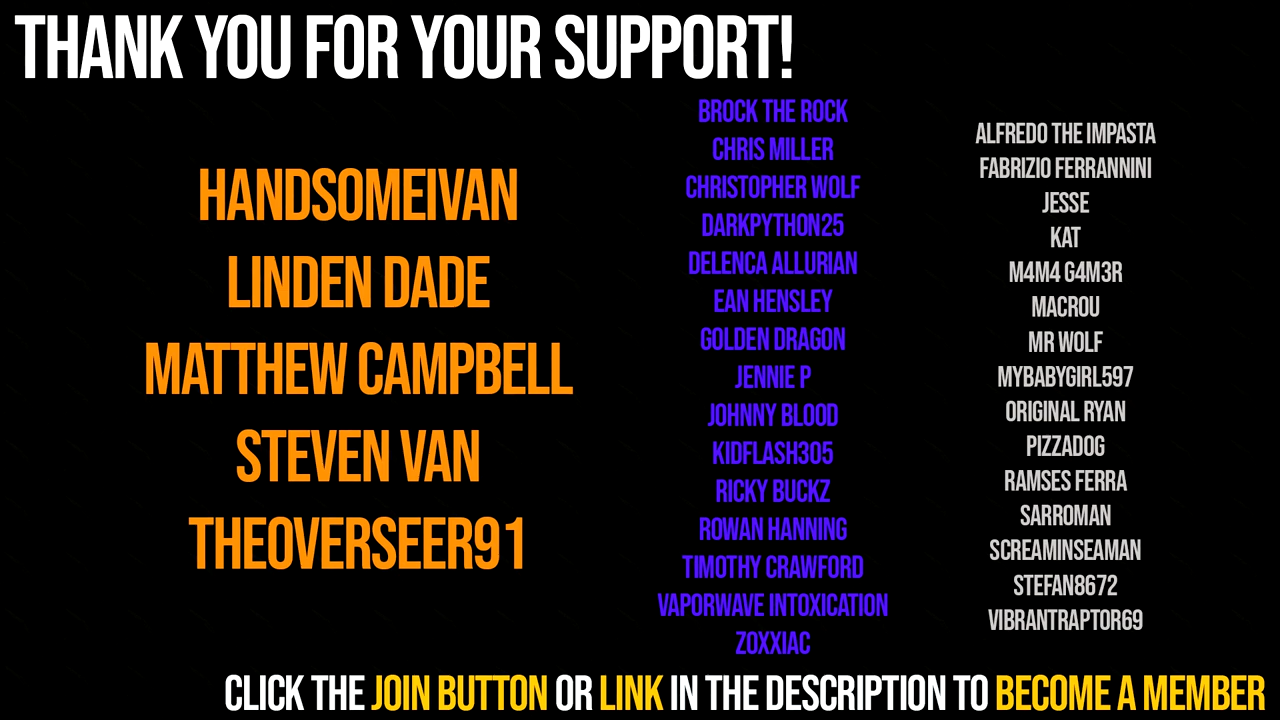 THANK YOU FOR YOUR SUPPORT!
HANDSOMEIVAN
LINDEN DADE
MATTHEW CAMPBELL
STEVEN VAN
THEOVERSEER91
BROCK THE ROCK
CHRIS MILLER
CHRISTOPHER WOLF
DARKPYTHON25
DELENCA ALLURIAN
EAN HENSLEY
GOLDEN DRAGON
JENNIE P
JOHNNY BLOOD
KIDFLASH305
RICKY BUCKZ
ROWAN HANNING
TIMOTHY CRAWFORD
VAPORWAVE INTOXICATION
ZOXXIAC
ALFREDO THE IMPASTA
FABRIZIO FERRANNINI
JESSE
KAT
M4M4 G4M3R
MACROU
MR WOLF
MYBABYGIRL597
ORIGINAL RYAN
PIZZADOG
RAMSES FERRA
SARROMAN
SCREAMINSEAMAN
STEFAN8672
VIBRANTRAPTOR69
CLICK THE JOIN BUTTON OR LINK IN THE DESCRIPTION TO BECOME A MEMBER